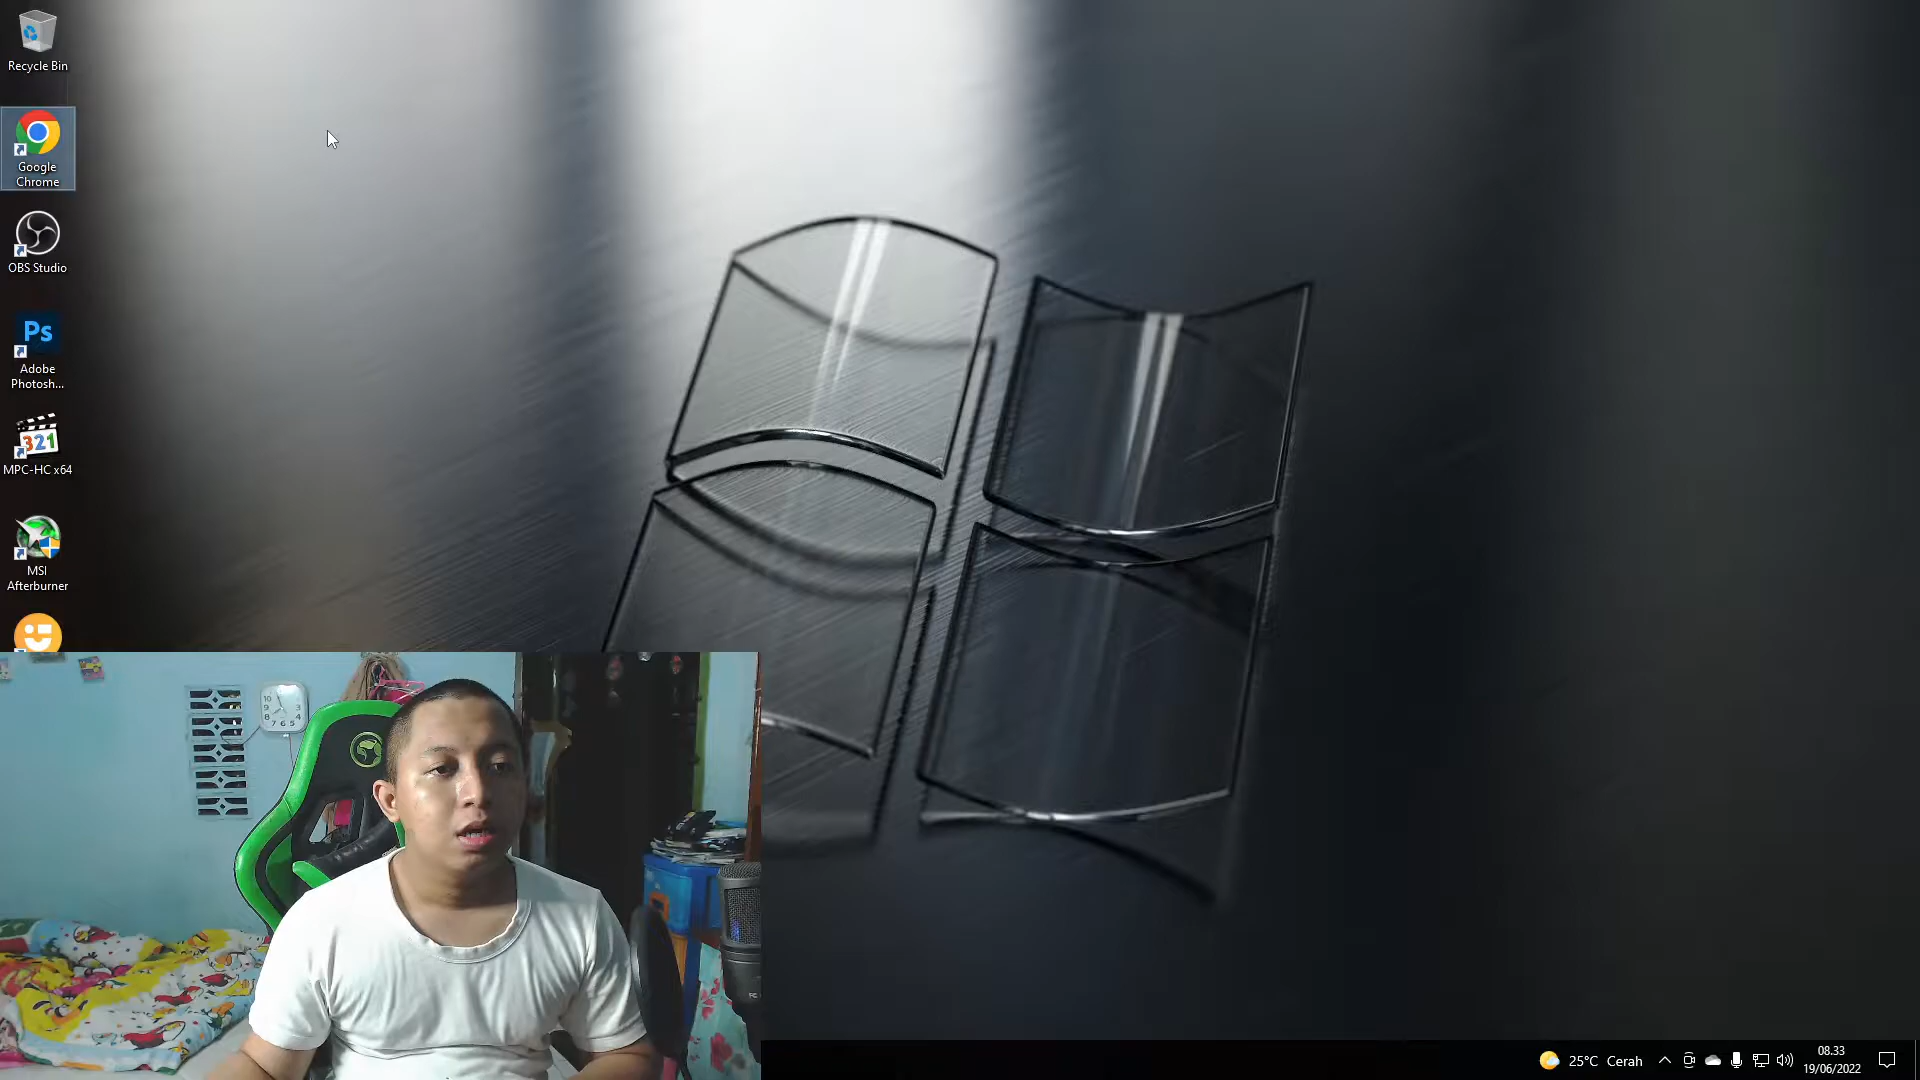 Recycle Bin
Google
Chrome
OBS Studio
Ps
Adobe
Photosh...
321
MPC-HC x64
MSI
Afterburner
25°C Cerah
08.33
19/06/2022